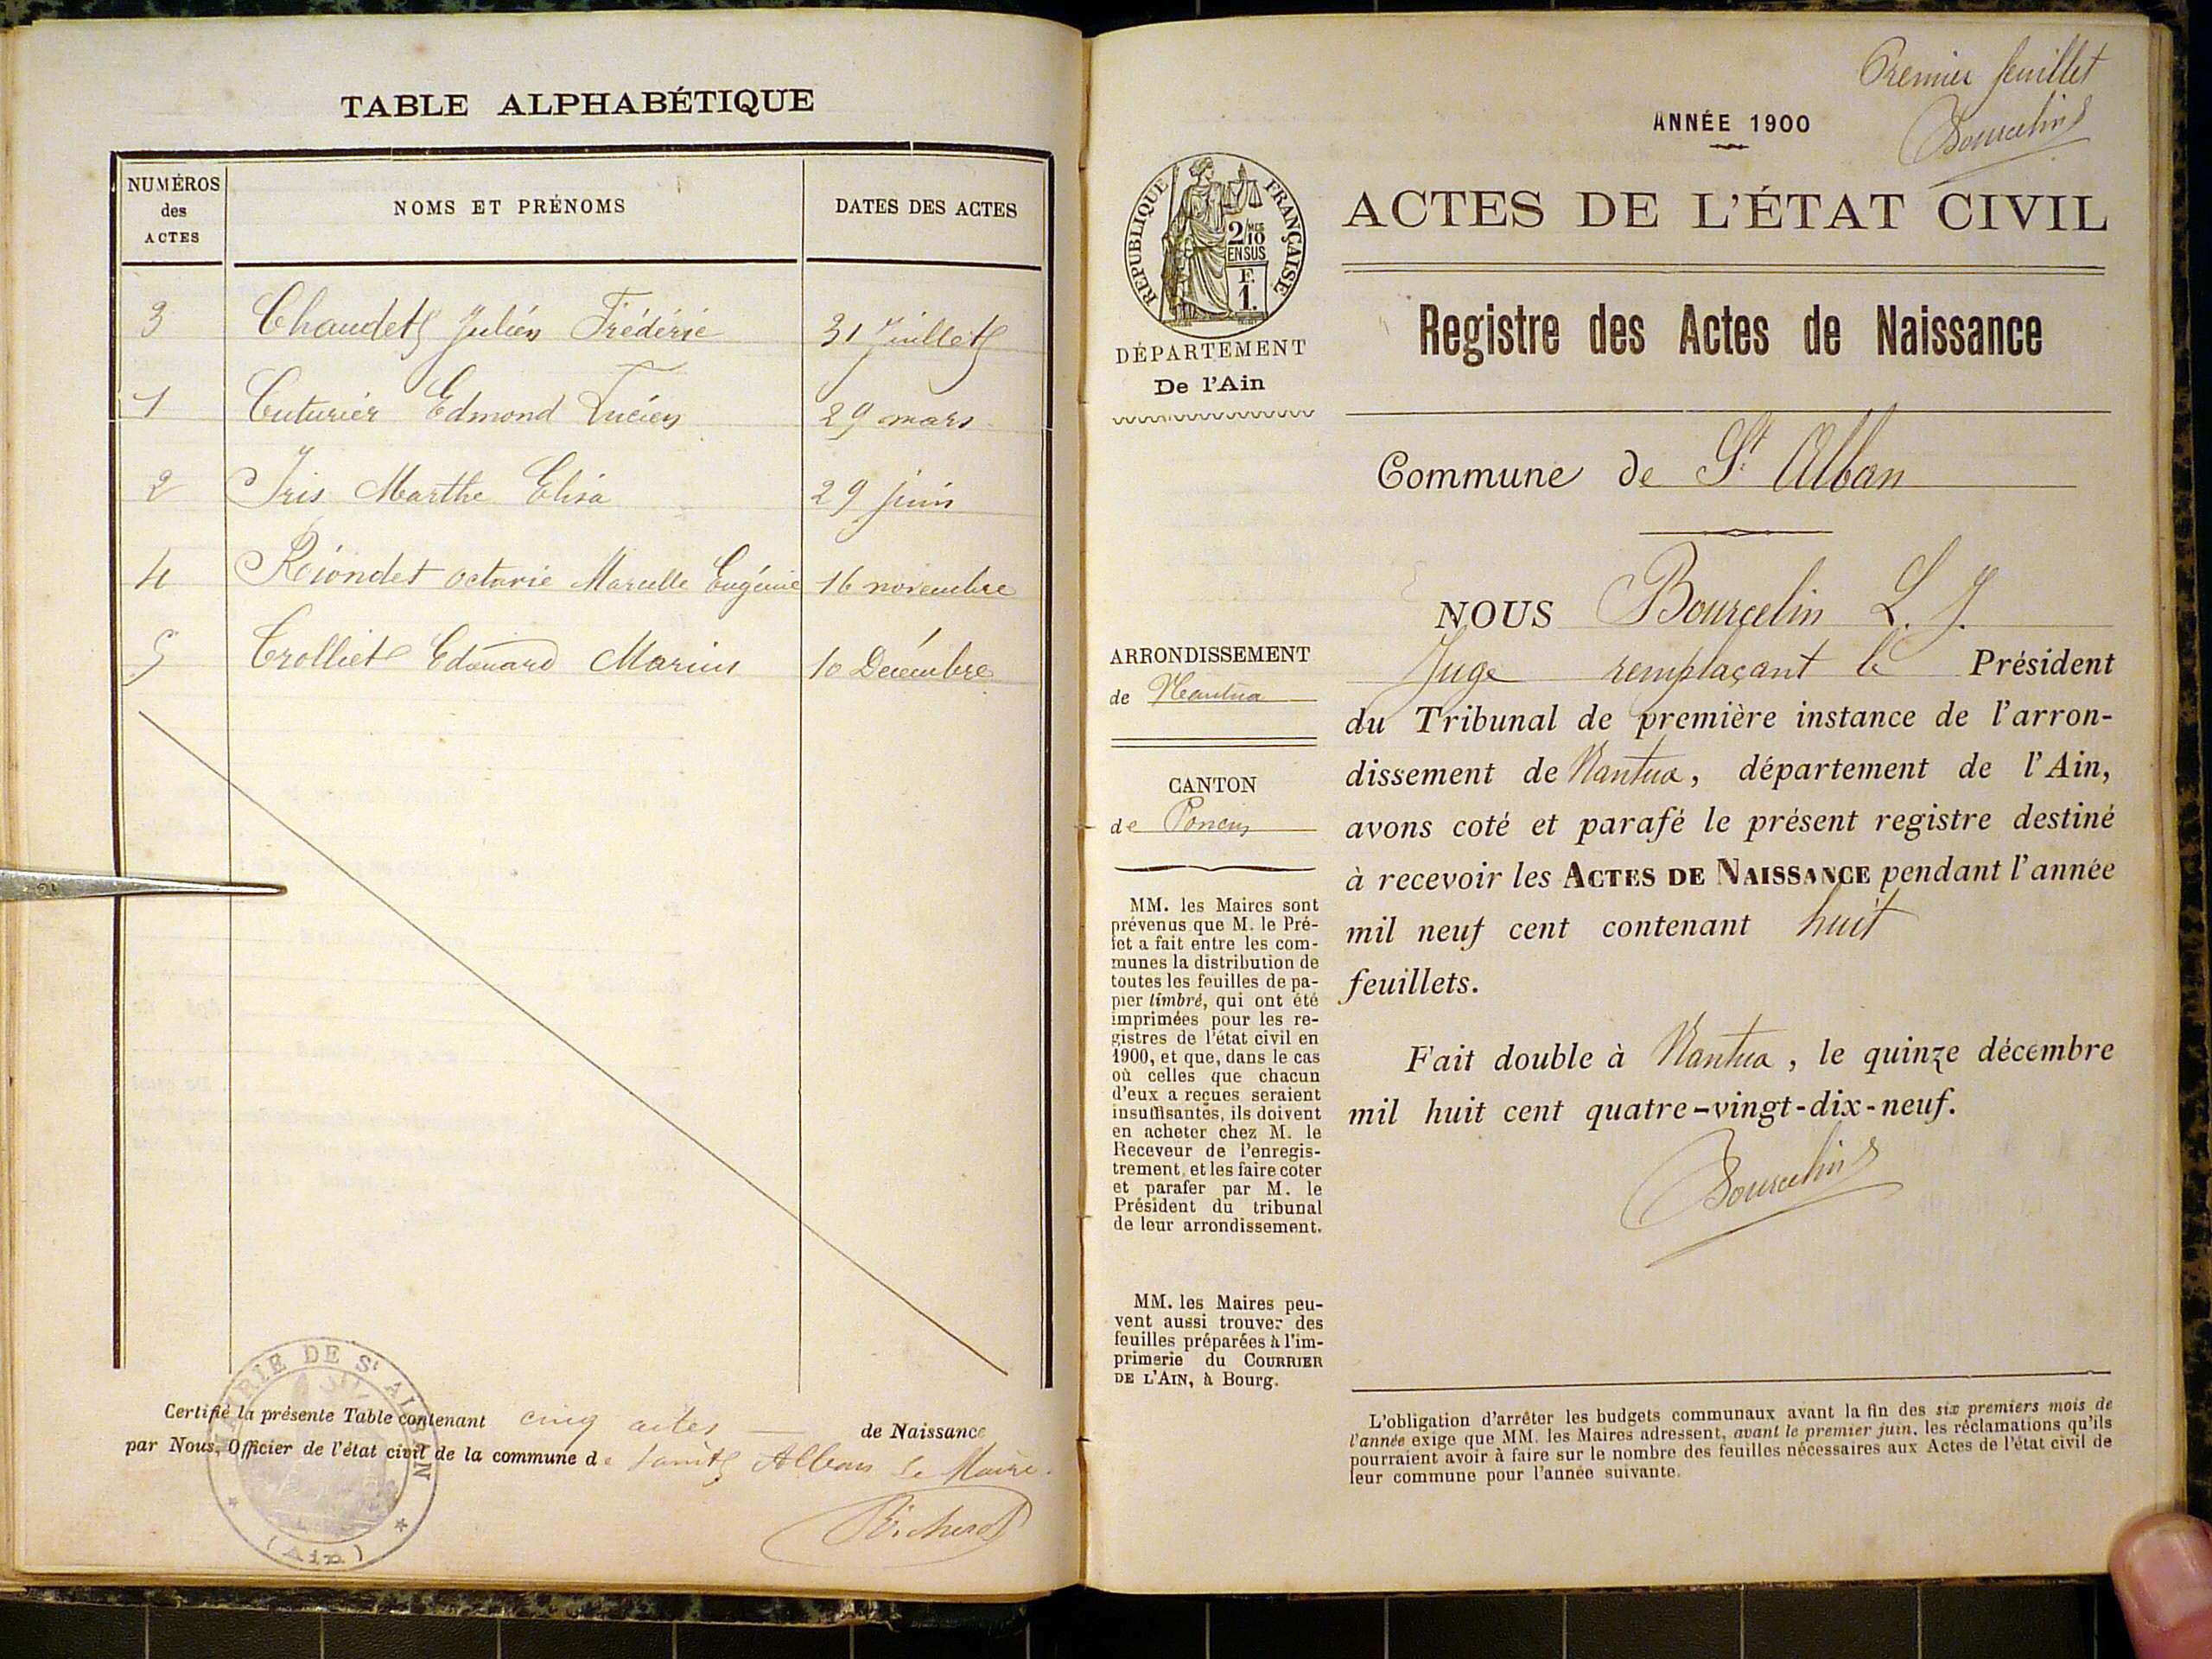 TABLE ALPHABÉTIQUE
NUMÉROS
des
ACTES
NOMS ET PRÉNOMS
DATES DES ACTES
3 Chaudet Julien Frédéric 31 Juillet
1 Cuturier Edmond Lucien 29 mars
2 Iris Marthe Elisa 29 juin
4 Réiondet octavie Marcelle Eugénie 16 novembre
5 Trolliet Edouard Marius 10 Décembre
MAIRIE DE St ALBAN
(Ain)
Certifié la présente Table contenant cinq actes — de Naissance
par Nous, Officier de l'état civil de la commune de Saint Alban Le Maire.
Premier feuillet
Bourcelin
ANNÉE 1900
RÉPUBLIQUE FRANÇAISE
2/10 MES
EN SUS
F.
1.
DÉPARTEMENT
De l'Ain
ACTES DE L'ÉTAT CIVIL
Registre des Actes de Naissance
Commune de St Alban
NOUS Bourcelin L. J.
Juge remplaçant le Président
du Tribunal de première instance de l'arron-
dissement de Nantua, département de l'Ain,
avons coté et parafé le présent registre destiné
à recevoir les ACTES DE NAISSANCE pendant l'année
mil neuf cent contenant huit
feuillets.
Fait double à Nantua, le quinze décembre
mil huit cent quatre-vingt-dix-neuf.
Bourcelin
ARRONDISSEMENT
de Nantua
CANTON
de Poncin
MM. les Maires sont
prévenus que M. le Pré-
fet a fait entre les com-
munes la distribution de
toutes les feuilles de pa-
pier timbré, qui ont été
imprimées pour les re-
gistres de l'état civil en
1900, et que, dans le cas
où celles que chacun
d'eux a reçues seraient
insuffisantes, ils doivent
en acheter chez M. le
Receveur de l'enregis-
trement, et les faire coter
et parafer par M. le
Président du tribunal
de leur arrondissement.
MM. les Maires peu-
vent aussi trouver des
feuilles préparées à l'im-
primerie du COURRIER
DE L'AIN, à Bourg.
L'obligation d'arrêter les budgets communaux avant la fin des six premiers mois de
l'année exige que MM. les Maires adressent, avant le premier juin, les réclamations qu'ils
pourraient avoir à faire sur le nombre des feuilles nécessaires aux Actes de l'état civil de
leur commune pour l'année suivante.